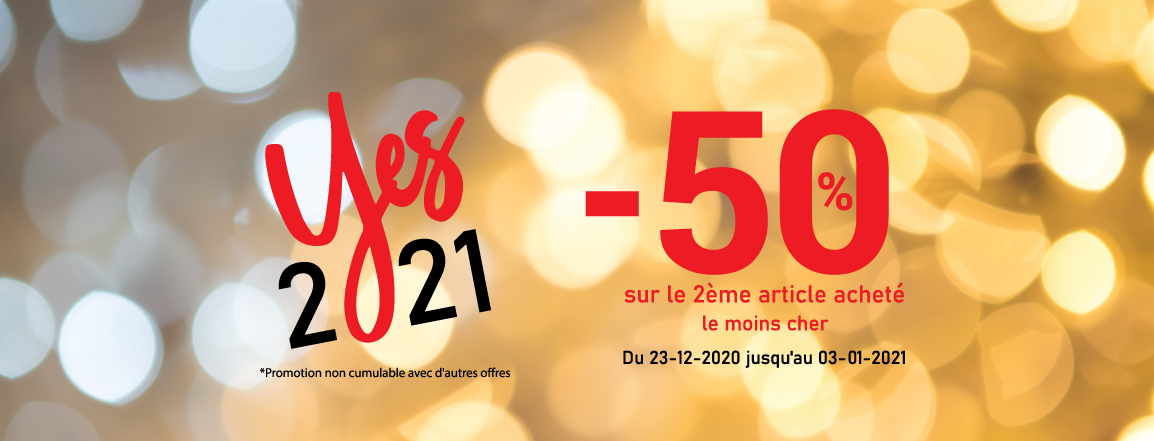 Yes
2021
*Promotion non cumulable avec d'autres offres
-50%
sur le 2ème article acheté
le moins cher
Du 23-12-2020 jusqu'au 03-01-2021